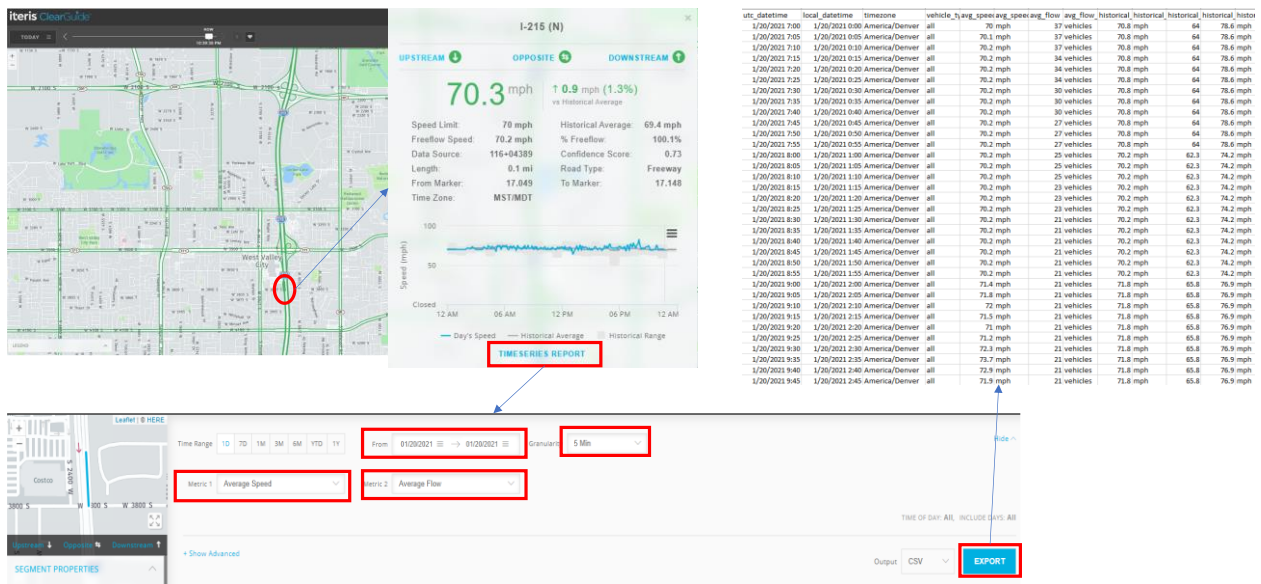 iteris ClearGuide
TODAY
NOW
W 2100 S
West Valley City
LEGEND
I-215 (N)
UPSTREAM OPPOSITE DOWNSTREAM
70.3 mph ↑ 0.9 mph (1.3%)
vs Historical Average
Speed Limit: 70 mph Historical Average: 69.4 mph
Freeflow Speed: 70.2 mph % Freeflow: 100.1%
Data Source: 116+04389 Confidence Score: 0.73
Length: 0.1 mi Road Type: Freeway
From Marker: 17.049 To Marker: 17.148
Time Zone: MST/MDT
100
Speed (mph)
50
Closed
12 AM 06 AM 12 PM 06 PM 12 AM
Day's Speed Historical Average Historical Range
TIMESERIES REPORT
utc_datetime local_datetime timezone vehicle_ty avg_speed avg_speed avg_flow avg_flow_ historical_ historical_ historical_ historical_ histor
1/20/2021 7:00 1/20/2021 0:00 America/Denver all 70 mph 37 vehicles 70.8 mph 64 78.6 mph
1/20/2021 7:05 1/20/2021 0:05 America/Denver all 70.1 mph 37 vehicles 70.8 mph 64 78.6 mph
1/20/2021 7:10 1/20/2021 0:10 America/Denver all 70.2 mph 37 vehicles 70.8 mph 64 78.6 mph
1/20/2021 7:15 1/20/2021 0:15 America/Denver all 70.2 mph 34 vehicles 70.8 mph 64 78.6 mph
1/20/2021 7:20 1/20/2021 0:20 America/Denver all 70.2 mph 34 vehicles 70.8 mph 64 78.6 mph
1/20/2021 7:25 1/20/2021 0:25 America/Denver all 70.2 mph 34 vehicles 70.8 mph 64 78.6 mph
1/20/2021 7:30 1/20/2021 0:30 America/Denver all 70.2 mph 30 vehicles 70.8 mph 64 78.6 mph
1/20/2021 7:35 1/20/2021 0:35 America/Denver all 70.2 mph 30 vehicles 70.8 mph 64 78.6 mph
1/20/2021 7:40 1/20/2021 0:40 America/Denver all 70.2 mph 30 vehicles 70.8 mph 64 78.6 mph
1/20/2021 7:45 1/20/2021 0:45 America/Denver all 70.2 mph 27 vehicles 70.8 mph 64 78.6 mph
1/20/2021 7:50 1/20/2021 0:50 America/Denver all 70.2 mph 27 vehicles 70.8 mph 64 78.6 mph
1/20/2021 7:55 1/20/2021 0:55 America/Denver all 70.2 mph 27 vehicles 70.8 mph 64 78.6 mph
1/20/2021 8:00 1/20/2021 1:00 America/Denver all 70.2 mph 25 vehicles 70.2 mph 62.3 74.2 mph
1/20/2021 8:05 1/20/2021 1:05 America/Denver all 70.2 mph 25 vehicles 70.2 mph 62.3 74.2 mph
1/20/2021 8:10 1/20/2021 1:10 America/Denver all 70.2 mph 25 vehicles 70.2 mph 62.3 74.2 mph
1/20/2021 8:15 1/20/2021 1:15 America/Denver all 70.2 mph 23 vehicles 70.2 mph 62.3 74.2 mph
1/20/2021 8:20 1/20/2021 1:20 America/Denver all 70.2 mph 23 vehicles 70.2 mph 62.3 74.2 mph
1/20/2021 8:25 1/20/2021 1:25 America/Denver all 70.2 mph 23 vehicles 70.2 mph 62.3 74.2 mph
1/20/2021 8:30 1/20/2021 1:30 America/Denver all 70.2 mph 21 vehicles 70.2 mph 62.3 74.2 mph
1/20/2021 8:35 1/20/2021 1:35 America/Denver all 70.2 mph 21 vehicles 70.2 mph 62.3 74.2 mph
1/20/2021 8:40 1/20/2021 1:40 America/Denver all 70.2 mph 21 vehicles 70.2 mph 62.3 74.2 mph
1/20/2021 8:45 1/20/2021 1:45 America/Denver all 70.2 mph 21 vehicles 70.2 mph 62.3 74.2 mph
1/20/2021 8:50 1/20/2021 1:50 America/Denver all 70.2 mph 21 vehicles 70.2 mph 62.3 74.2 mph
1/20/2021 8:55 1/20/2021 1:55 America/Denver all 70.2 mph 21 vehicles 70.2 mph 62.3 74.2 mph
1/20/2021 9:00 1/20/2021 2:00 America/Denver all 71.4 mph 21 vehicles 71.8 mph 65.8 76.9 mph
1/20/2021 9:05 1/20/2021 2:05 America/Denver all 71.8 mph 21 vehicles 71.8 mph 65.8 76.9 mph
1/20/2021 9:10 1/20/2021 2:10 America/Denver all 72 mph 21 vehicles 71.8 mph 65.8 76.9 mph
1/20/2021 9:15 1/20/2021 2:15 America/Denver all 71.5 mph 21 vehicles 71.8 mph 65.8 76.9 mph
1/20/2021 9:20 1/20/2021 2:20 America/Denver all 71 mph 21 vehicles 71.8 mph 65.8 76.9 mph
1/20/2021 9:25 1/20/2021 2:25 America/Denver all 71.2 mph 21 vehicles 71.8 mph 65.8 76.9 mph
1/20/2021 9:30 1/20/2021 2:30 America/Denver all 72.3 mph 21 vehicles 71.8 mph 65.8 76.9 mph
1/20/2021 9:35 1/20/2021 2:35 America/Denver all 73.7 mph 21 vehicles 71.8 mph 65.8 76.9 mph
1/20/2021 9:40 1/20/2021 2:40 America/Denver all 72.9 mph 21 vehicles 71.8 mph 65.8 76.9 mph
1/20/2021 9:45 1/20/2021 2:45 America/Denver all 71.9 mph 21 vehicles 71.8 mph 65.8 76.9 mph
Leaflet | © HERE
Costco
S 2400 W
3800 S W 3800 S
Upstream Opposite Downstream
SEGMENT PROPERTIES
Time Range 1D 7D 1M 3M 6M YTD 1Y From 01/20/2021 → 01/20/2021 Granularit 5 Min Hide
Metric 1 Average Speed Metric 2 Average Flow
TIME OF DAY: All, INCLUDE DAYS: All
+ Show Advanced
Output CSV EXPORT